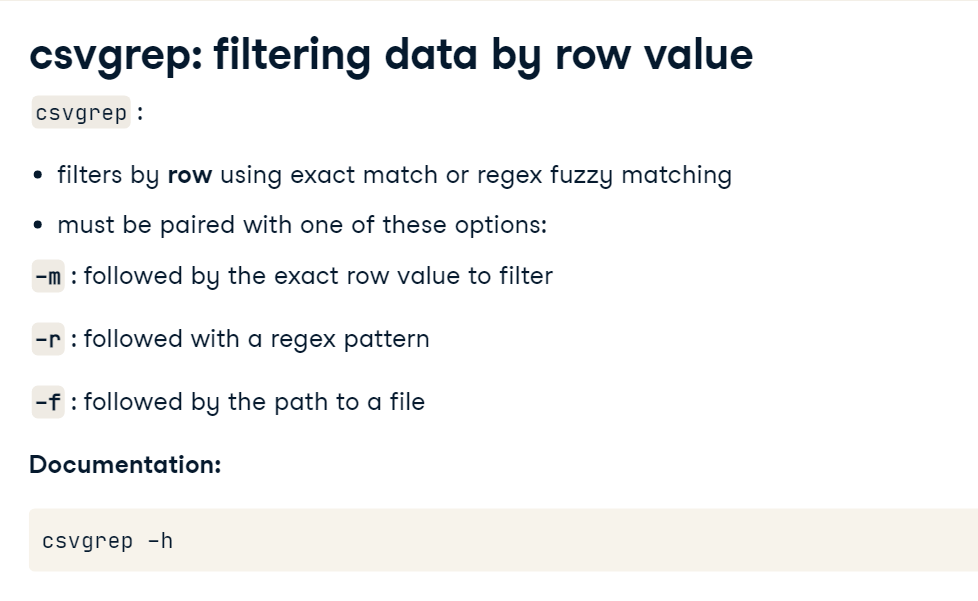 csvgrep: filtering data by row value
csvgrep :
• filters by row using exact match or regex fuzzy matching
• must be paired with one of these options:
-m : followed by the exact row value to filter
-r : followed with a regex pattern
-f : followed by the path to a file
Documentation:
csvgrep -h